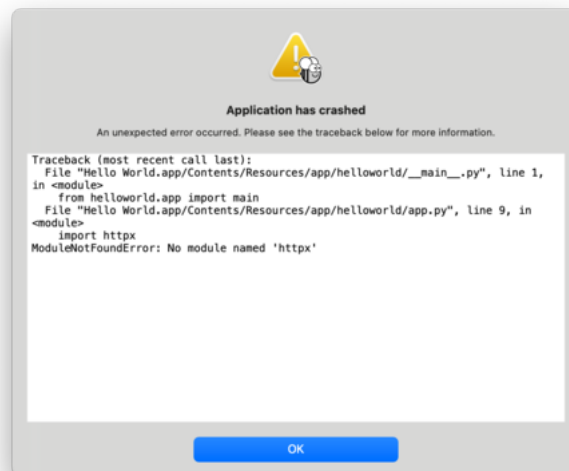 Application has crashed
An unexpected error occurred. Please see the traceback below for more information.
Traceback (most recent call last):
  File "Hello World.app/Contents/Resources/app/helloworld/__main__.py", line 1,
in <module>
    from helloworld.app import main
  File "Hello World.app/Contents/Resources/app/helloworld/app.py", line 9, in
<module>
    import httpx
ModuleNotFoundError: No module named 'httpx'
OK